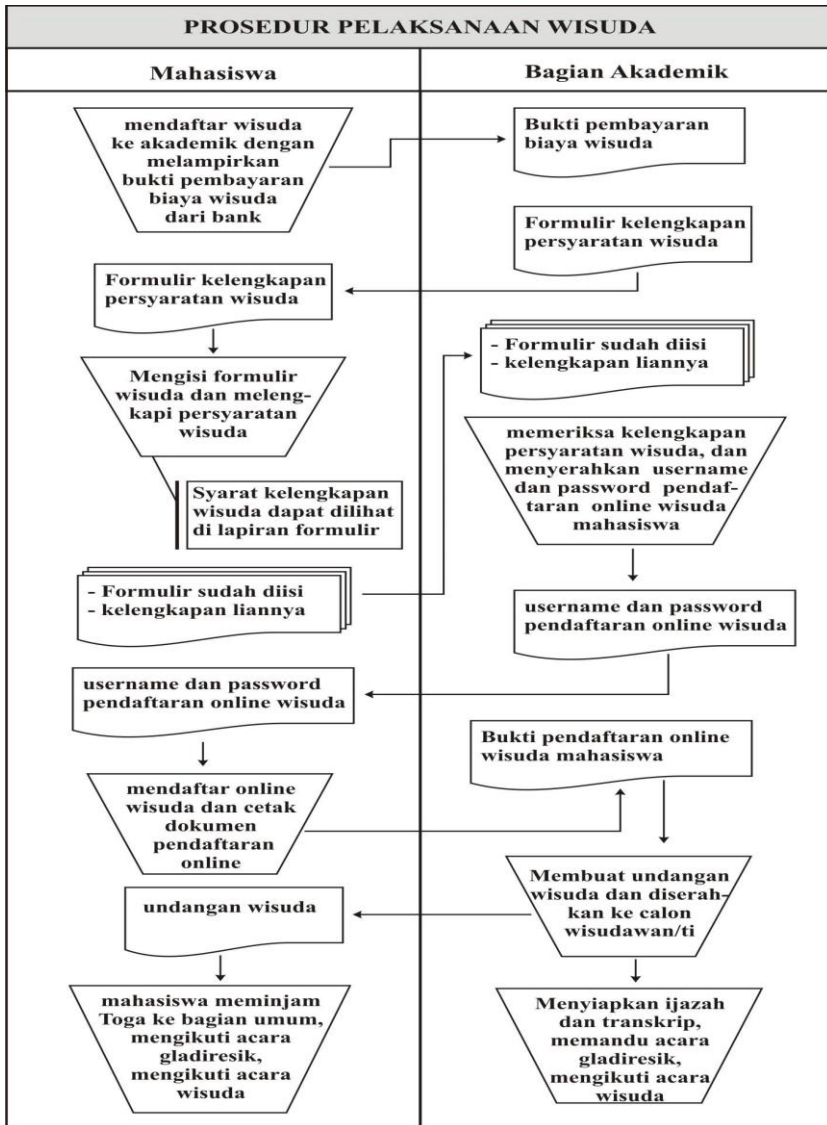 PROSEDUR PELAKSANAAN WISUDA
Mahasiswa
Bagian Akademik
mendaftar wisuda
ke akademik dengan
melampirkan
bukti pembayaran
biaya wisuda
dari bank
Bukti pembayaran
biaya wisuda
Formulir kelengkapan
persyaratan wisuda
Formulir kelengkapan
persyaratan wisuda
Mengisi formulir
wisuda dan meleng-
kapi persyaratan
wisuda
Syarat kelengkapan
wisuda dapat dilihat
di lapiran formulir
- Formulir sudah diisi
- kelengkapan liannya
- Formulir sudah diisi
- kelengkapan liannya
memeriksa kelengkapan
persyaratan wisuda, dan
menyerahkan username
dan password pendaf-
taran online wisuda
mahasiswa
username dan password
pendaftaran online wisuda
username dan password
pendaftaran online wisuda
mendaftar online
wisuda dan cetak
dokumen
pendaftaran
online
Bukti pendaftaran online
wisuda mahasiswa
Membuat undangan
wisuda dan diserah-
kan ke calon
wisudawan/ti
undangan wisuda
mahasiswa meminjam
Toga ke bagian umum,
mengikuti acara
gladiresik,
mengikuti acara
wisuda
Menyiapkan ijazah
dan transkrip,
memandu acara
gladiresik,
mengikuti acara
wisuda